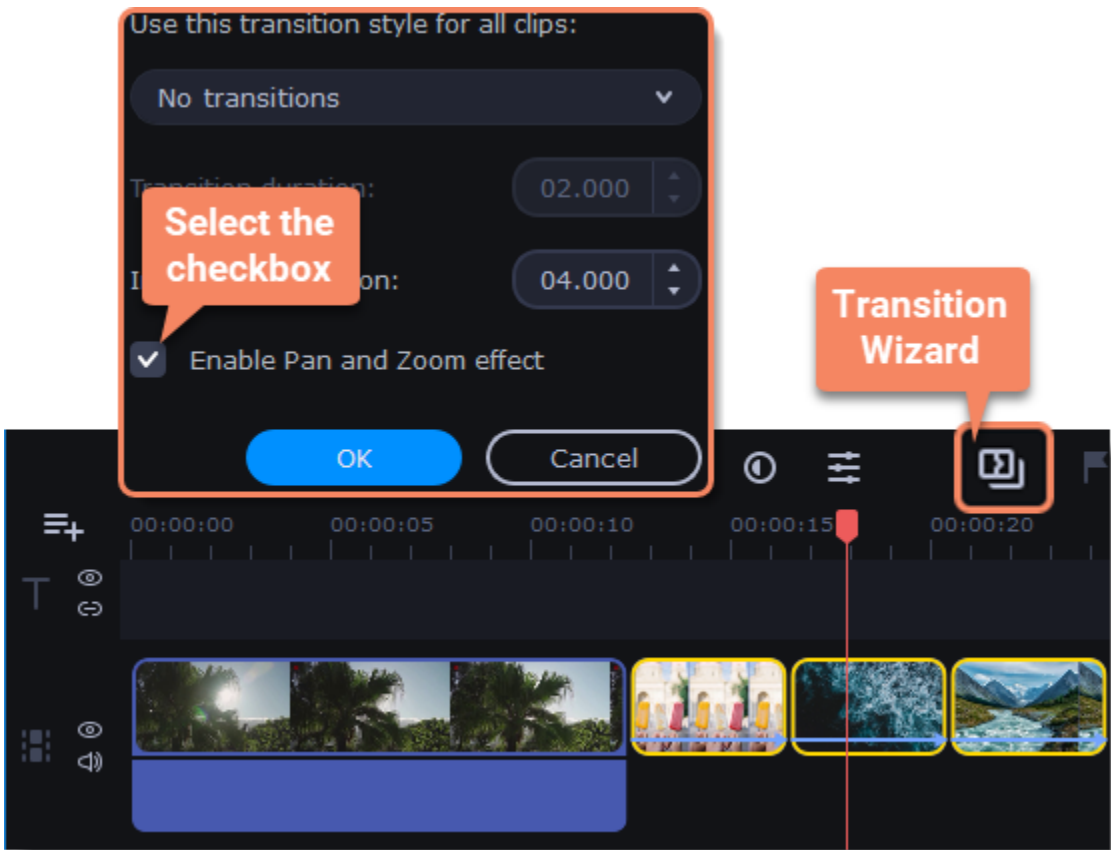 Use this transition style for all clips:
No transitions
Transition duration:
02.000
Select the
checkbox
on:
04.000
Enable Pan and Zoom effect
OK
Cancel
Transition
Wizard
00:00:00
00:00:05
00:00:10
00:00:15
00:00:20
T